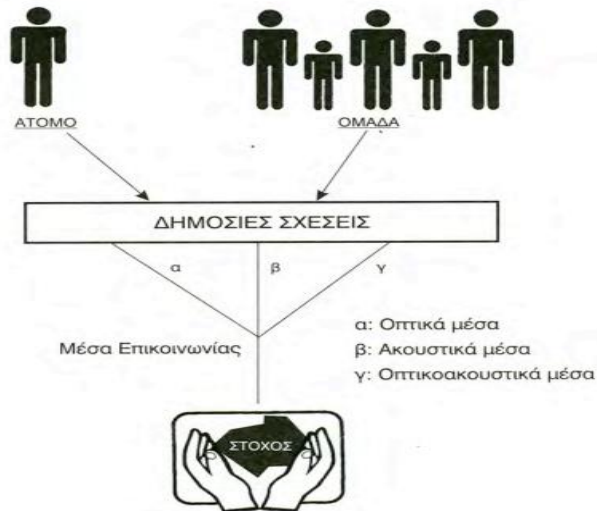 ΑΤΟΜΟ
ΟΜΑΔΑ
ΔΗΜΟΣΙΕΣ ΣΧΕΣΕΙΣ
α
β
γ
Μέσα Επικοινωνίας
α: Οπτικά μέσα
β: Ακουστικά μέσα
γ: Οπτικοακουστικά μέσα
ΣΤΟΧΟΣ